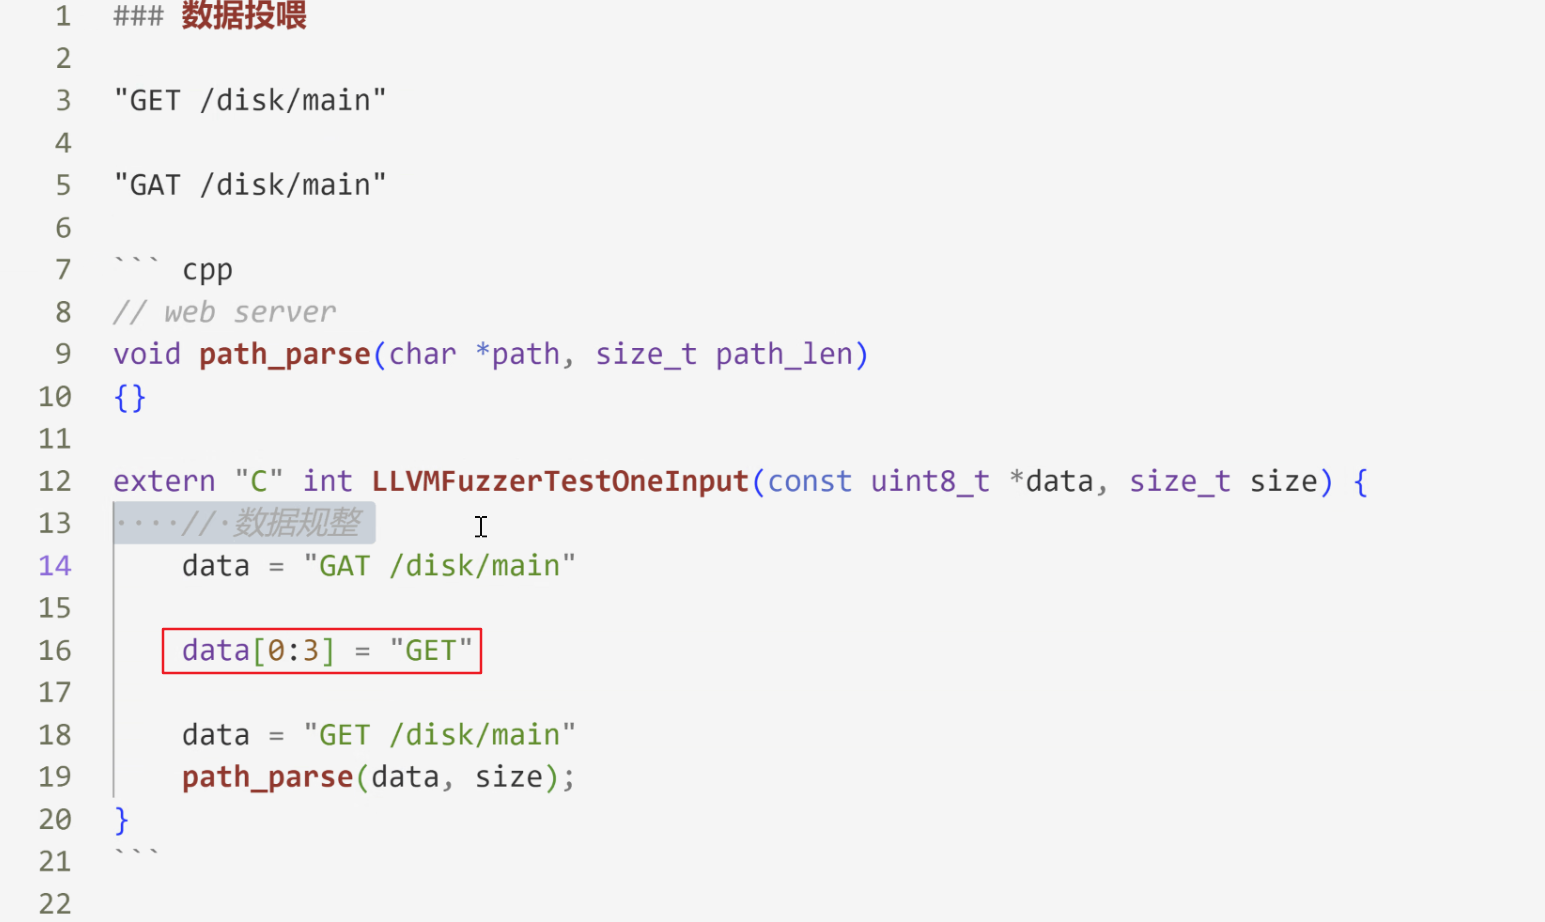 1 ### 数据投喂
2
3 "GET /disk/main"
4
5 "GAT /disk/main"
6
7 ``` cpp
8 // web server
9 void path_parse(char *path, size_t path_len)
10 {}
11
12 extern "C" int LLVMFuzzerTestOneInput(const uint8_t *data, size_t size) {
13 ····//·数据规整
14     data = "GAT /disk/main"
15
16     data[0:3] = "GET"
17
18     data = "GET /disk/main"
19     path_parse(data, size);
20 }
21 ```
22